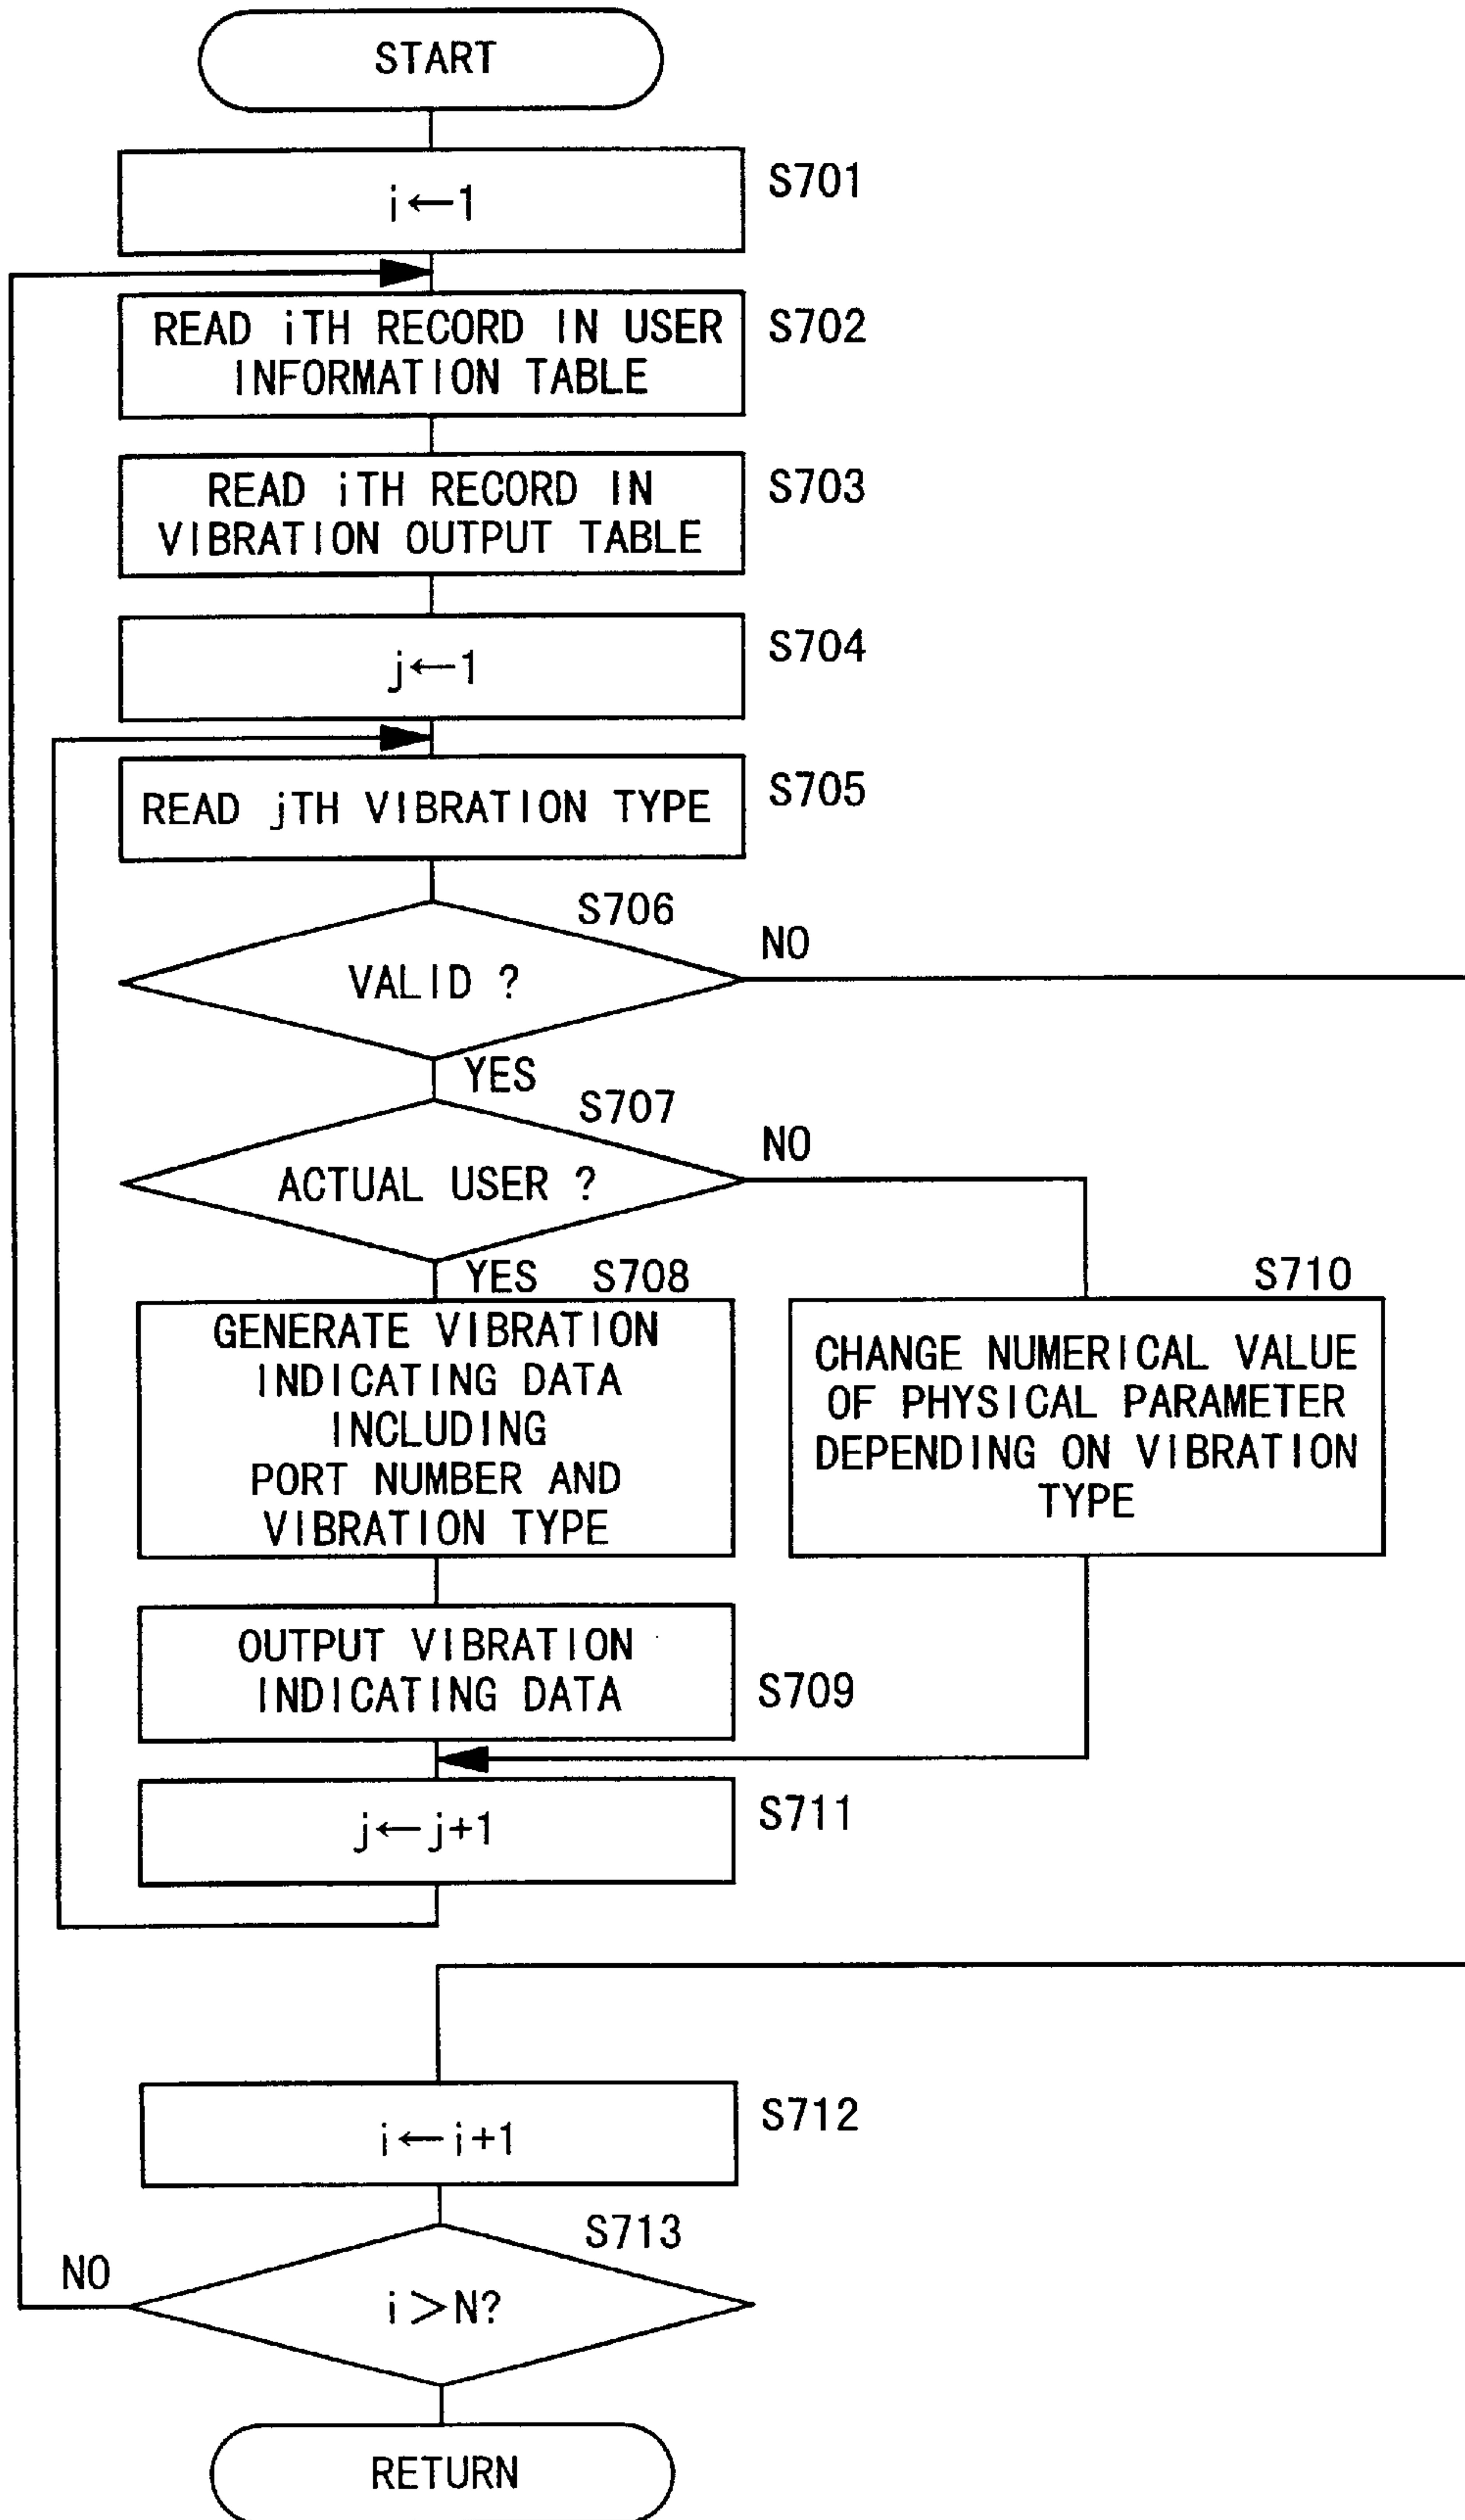 START
i←1
S701
READ iTH RECORD IN USER
INFORMATION TABLE
S702
READ iTH RECORD IN
VIBRATION OUTPUT TABLE
S703
j←1
S704
READ jTH VIBRATION TYPE
S705
S706
VALID ?
NO
YES
S707
ACTUAL USER ?
NO
YES
S708
GENERATE VIBRATION
INDICATING DATA
INCLUDING
PORT NUMBER AND
VIBRATION TYPE
S710
CHANGE NUMERICAL VALUE
OF PHYSICAL PARAMETER
DEPENDING ON VIBRATION
TYPE
OUTPUT VIBRATION
INDICATING DATA
S709
j←j+1
S711
i←i+1
S712
S713
NO
i>N?
RETURN